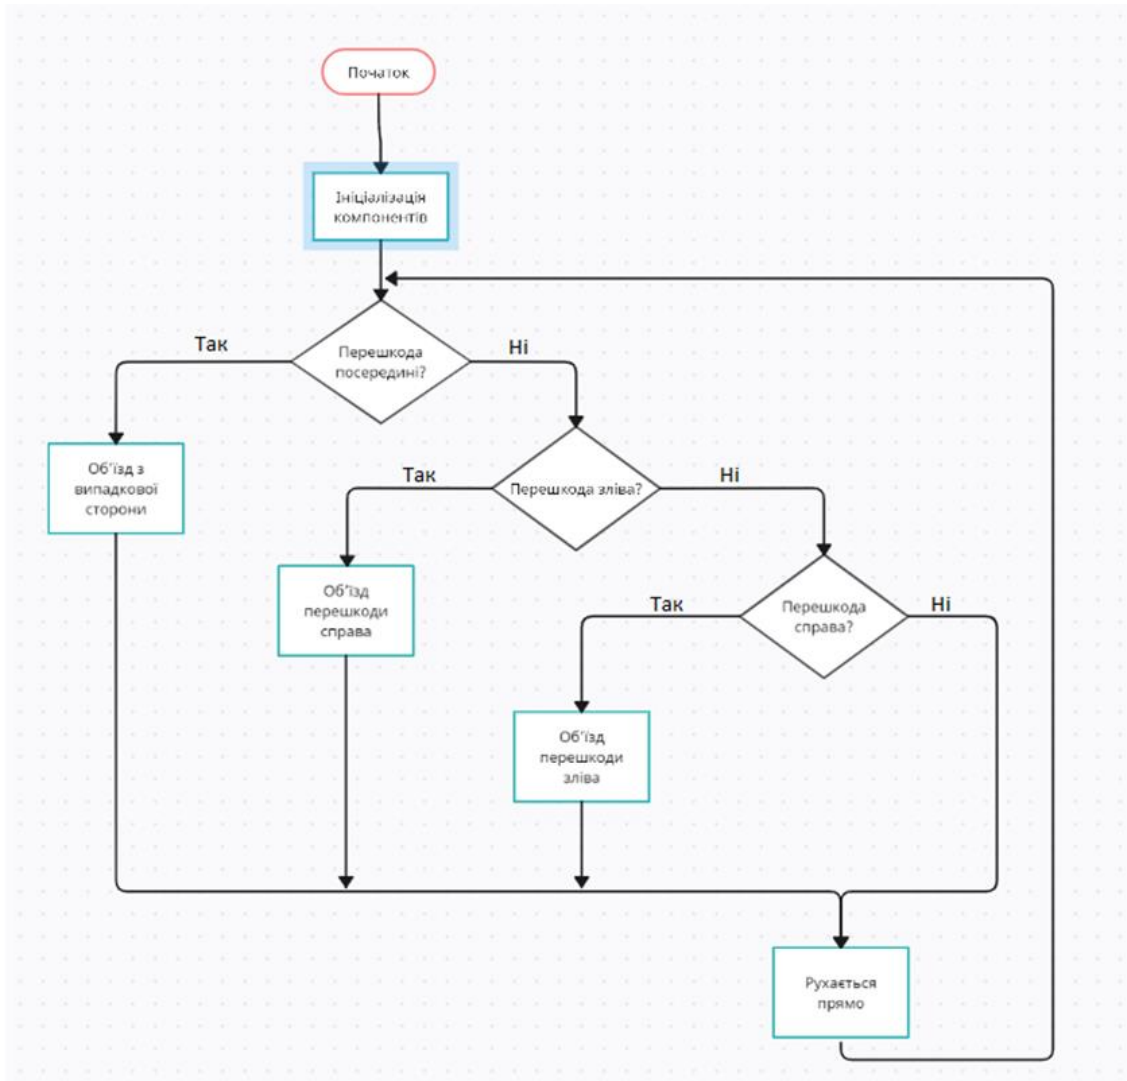 Початок
Ініціалізація
компонентів
Перешкода
посередині?
Так
Ні
Об'їзд з
випадкової
сторони
Перешкода зліва?
Так
Ні
Об'їзд
перешкоди
справа
Перешкода
справа?
Так
Ні
Об'їзд
перешкоди
зліва
Рухається
прямо